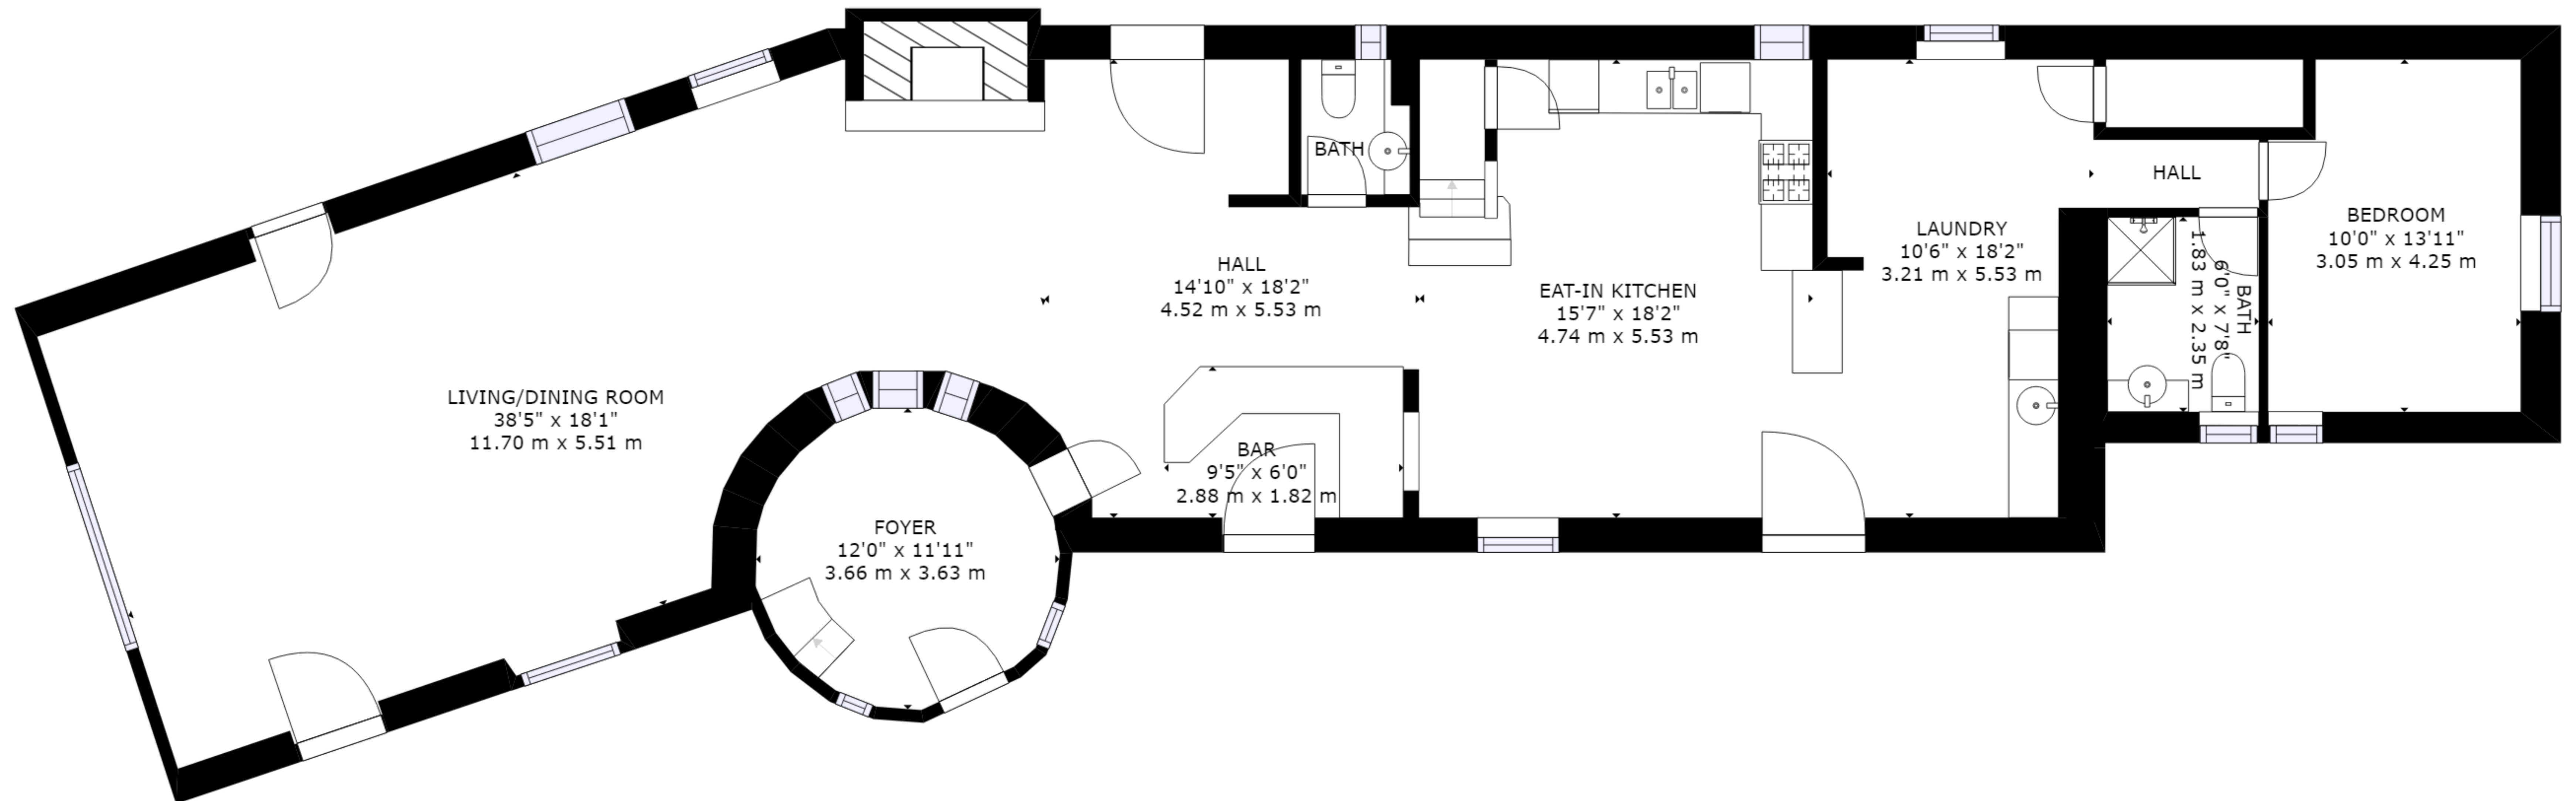 LIVING/DINING ROOM
38'5" x 18'1"
11.70 m x 5.51 m
FOYER
12'0" x 11'11"
3.66 m x 3.63 m
HALL
14'10" x 18'2"
4.52 m x 5.53 m
BAR
9'5" x 6'0"
2.88 m x 1.82 m
BATH
EAT-IN KITCHEN
15'7" x 18'2"
4.74 m x 5.53 m
LAUNDRY
10'6" x 18'2"
3.21 m x 5.53 m
HALL
BATH
6'0" x 7'8"
1.83 m x 2.35 m
BEDROOM
10'0" x 13'11"
3.05 m x 4.25 m